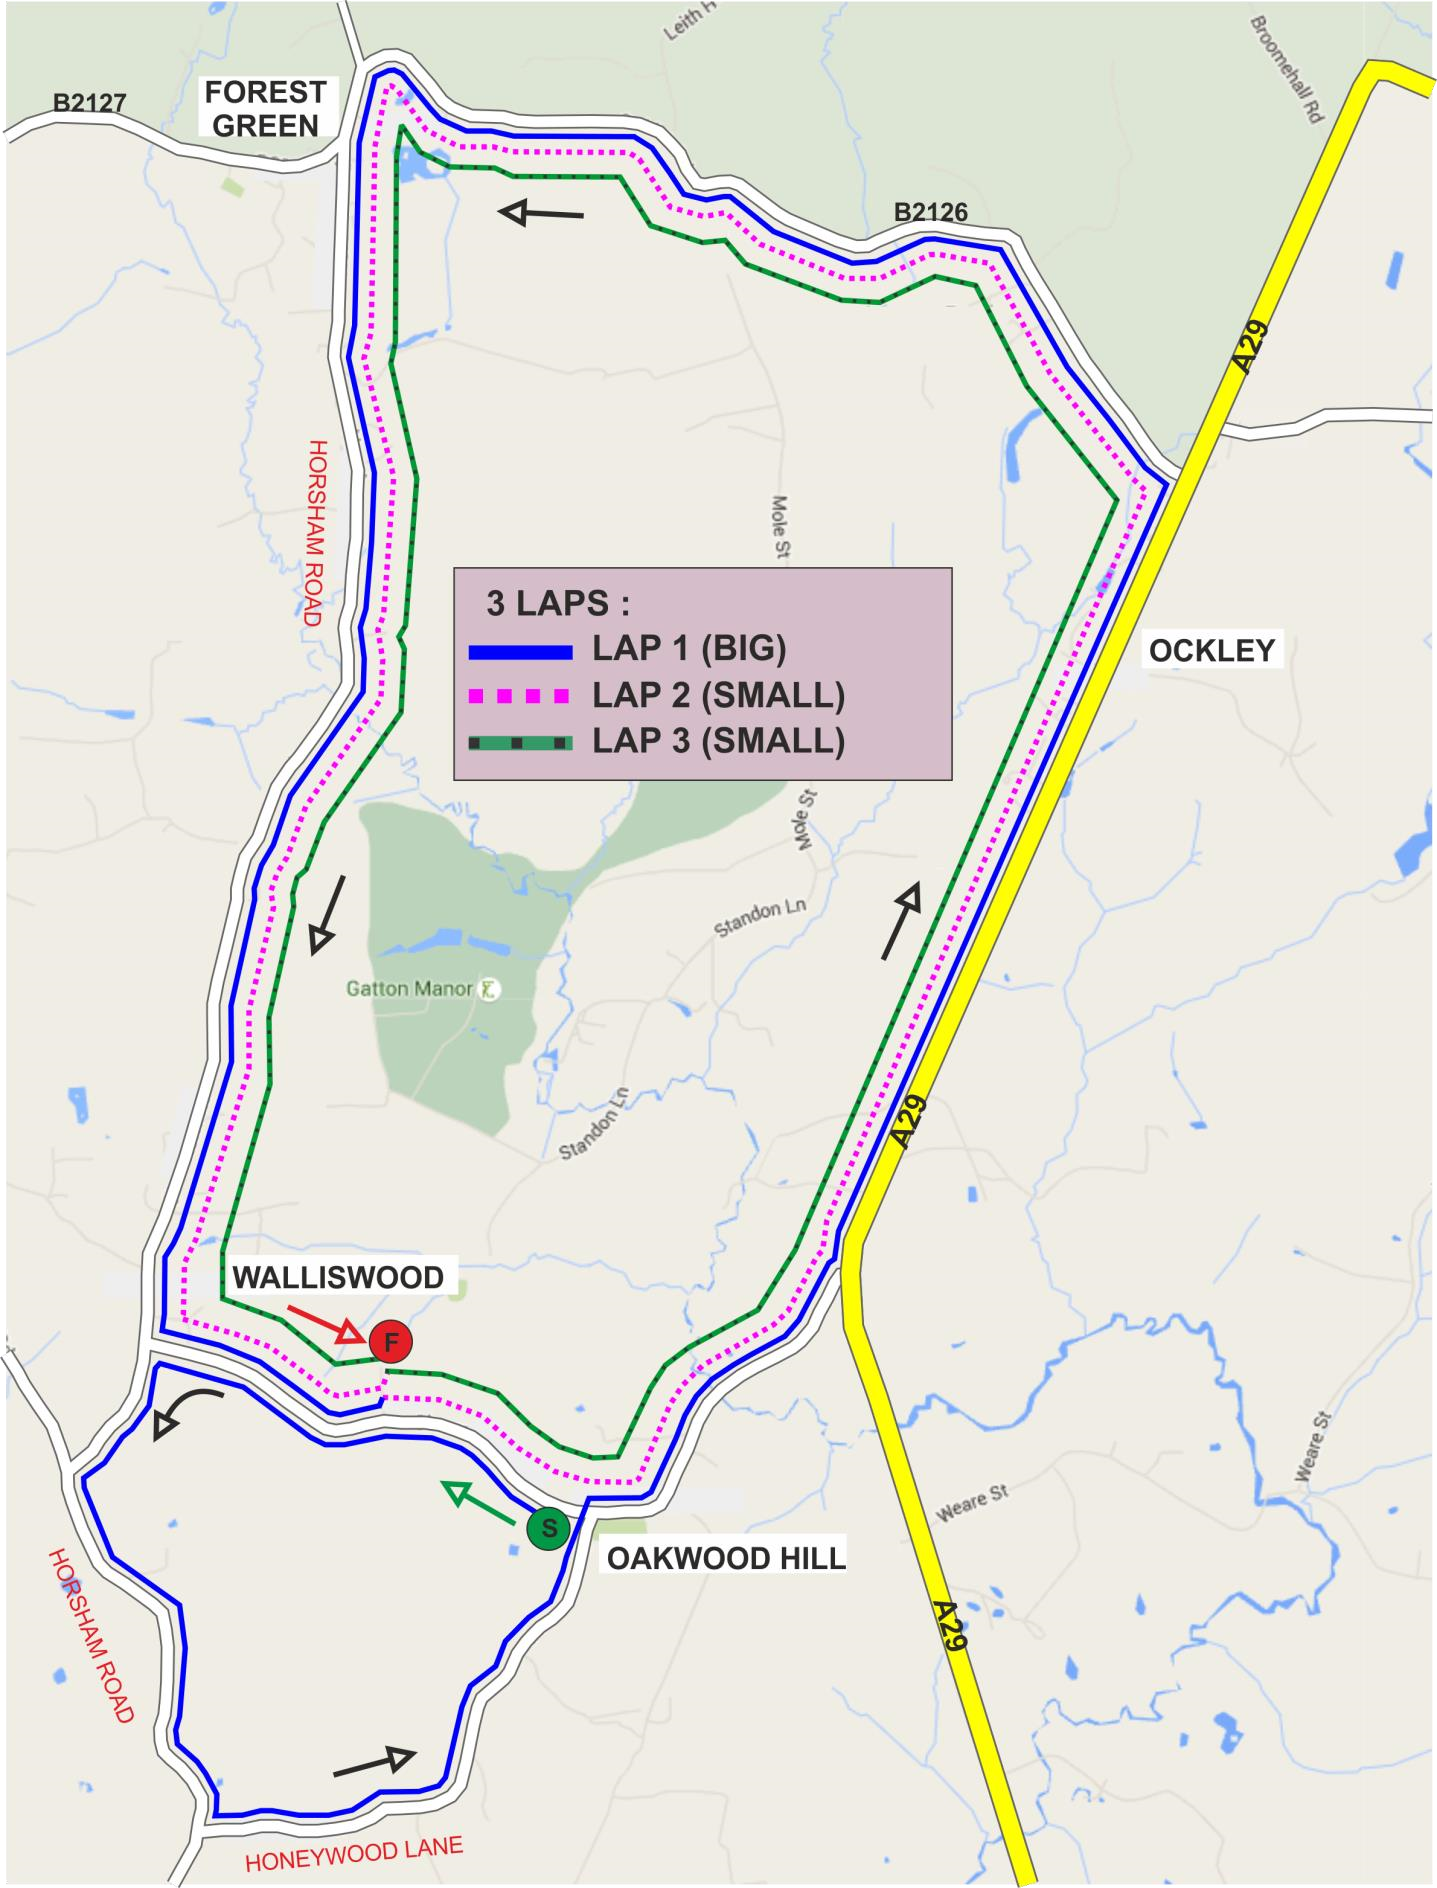 Leith H
Broomehall Rd
B2127
FOREST
GREEN
B2126
A29
HORSHAM ROAD
Mole St
3 LAPS :
LAP 1 (BIG)
LAP 2 (SMALL)
LAP 3 (SMALL)
OCKLEY
Mole St
Standon Ln
Gatton Manor
A29
Standon Ln
WALLISWOOD
F
Weare St
Weare St
S
OAKWOOD HILL
HORSHAM ROAD
A29
HONEYWOOD LANE